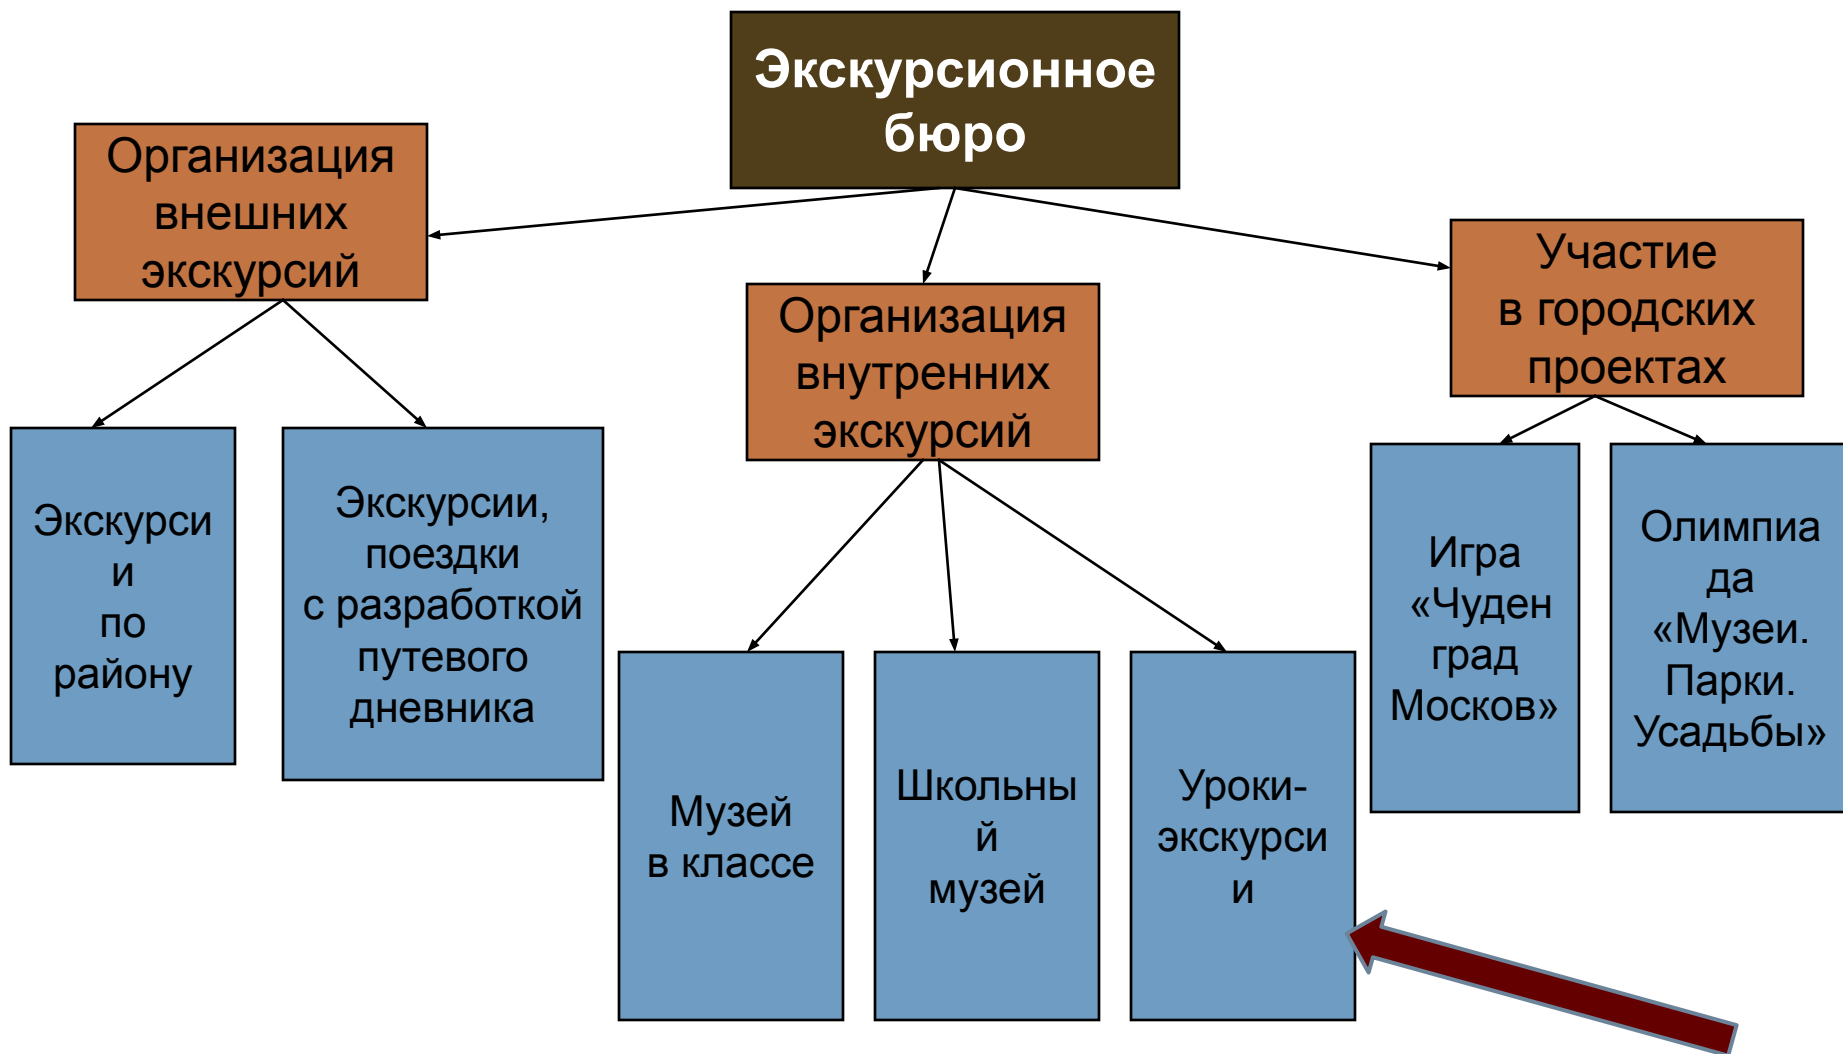 Экскурсионное
бюро
Организация
внешних
экскурсий
Организация
внутренних
экскурсий
Участие
в городских
проектах
Экскурси
и
по
району
Экскурсии,
поездки
с разработкой
путевого
дневника
Музей
в классе
Школьны
й
музей
Уроки-
экскурси
и
Игра
«Чуден
град
Москов»
Олимпиа
да
«Музеи.
Парки.
Усадьбы»